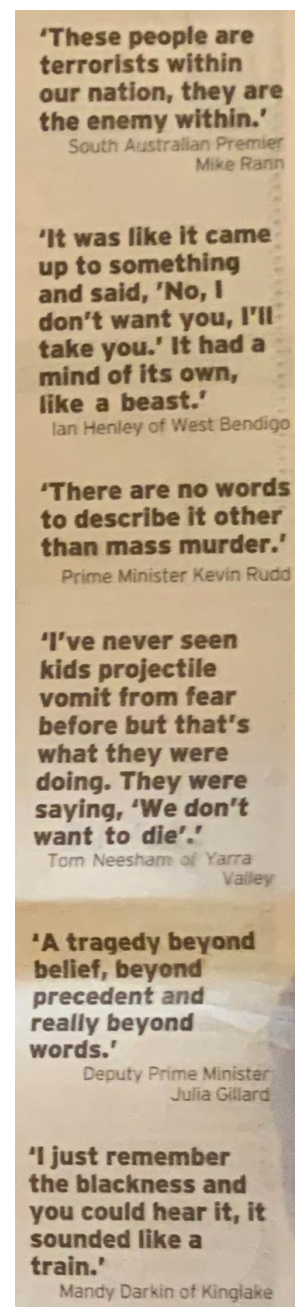 ‘These people are
terrorists within
our nation, they are
the enemy within.’
South Australian Premier
Mike Rann
‘It was like it came
up to something
and said, ’No, I
don’t want you, I’ll
take you.’ It had a
mind of its own,
like a beast.’
Ian Henley of West Bendigo
‘There are no words
to describe it other
than mass murder.’
Prime Minister Kevin Rudd
‘I’ve never seen
kids projectile
vomit from fear
before but that’s
what they were
doing. They were
saying, ‘We don’t
want to die’.’
Tom Neesham of Yarra
Valley
‘A tragedy beyond
belief, beyond
precedent and
really beyond
words.’
Deputy Prime Minister
Julia Gillard
‘I just remember
the blackness and
you could hear it, it
sounded like a
train.’
Mandy Darkin of Kinglake